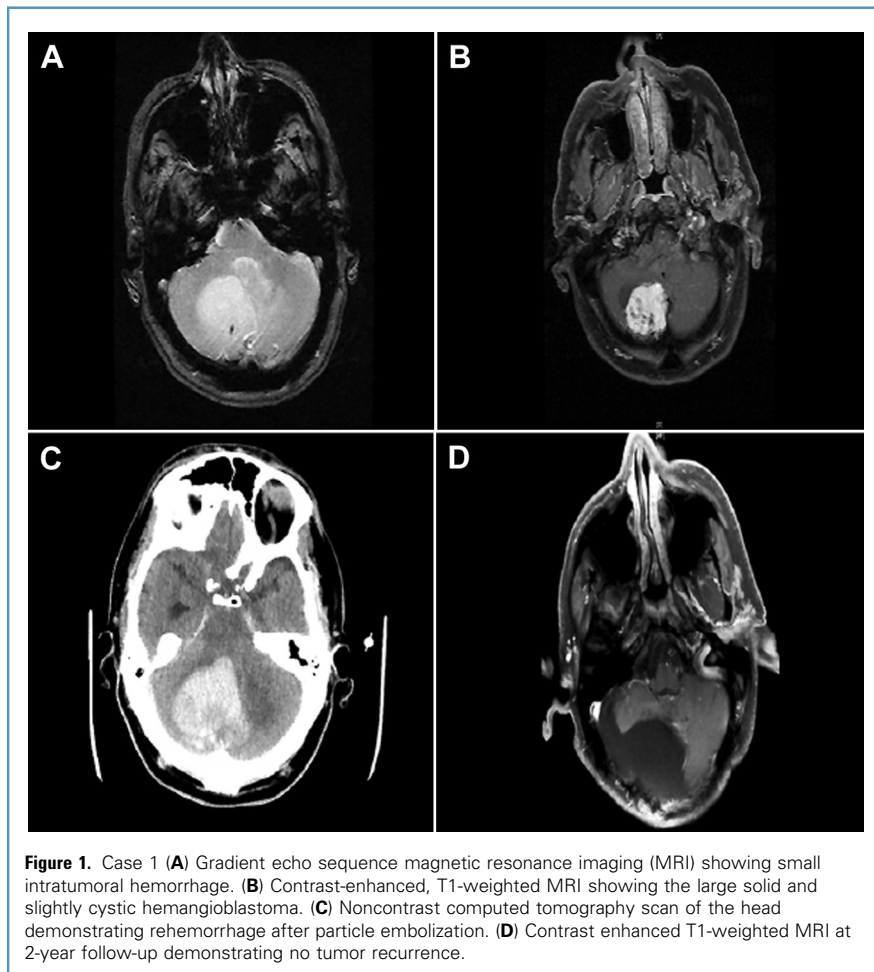 A
B
C
D
Figure 1. Case 1 (A) Gradient echo sequence magnetic resonance imaging (MRI) showing small
intratumoral hemorrhage. (B) Contrast-enhanced, T1-weighted MRI showing the large solid and
slightly cystic hemangioblastoma. (C) Noncontrast computed tomography scan of the head
demonstrating rehemorrhage after particle embolization. (D) Contrast enhanced T1-weighted MRI at
2-year follow-up demonstrating no tumor recurrence.